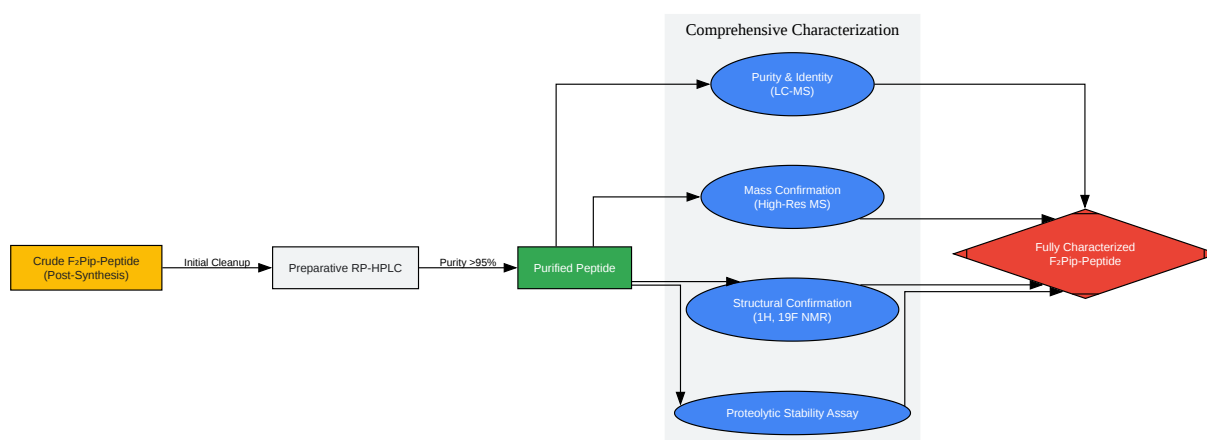 Comprehensive Characterization
Purity & Identity
(LC-MS)
Mass Confirmation
(High-Res MS)
Crude F₂Pip-Peptide
(Post-Synthesis)
Initial Cleanup
Preparative RP-HPLC
Purity >95%
Purified Peptide
Fully Characterized
F₂Pip-Peptide
Structural Confirmation
(1H, 19F NMR)
Proteolytic Stability Assay